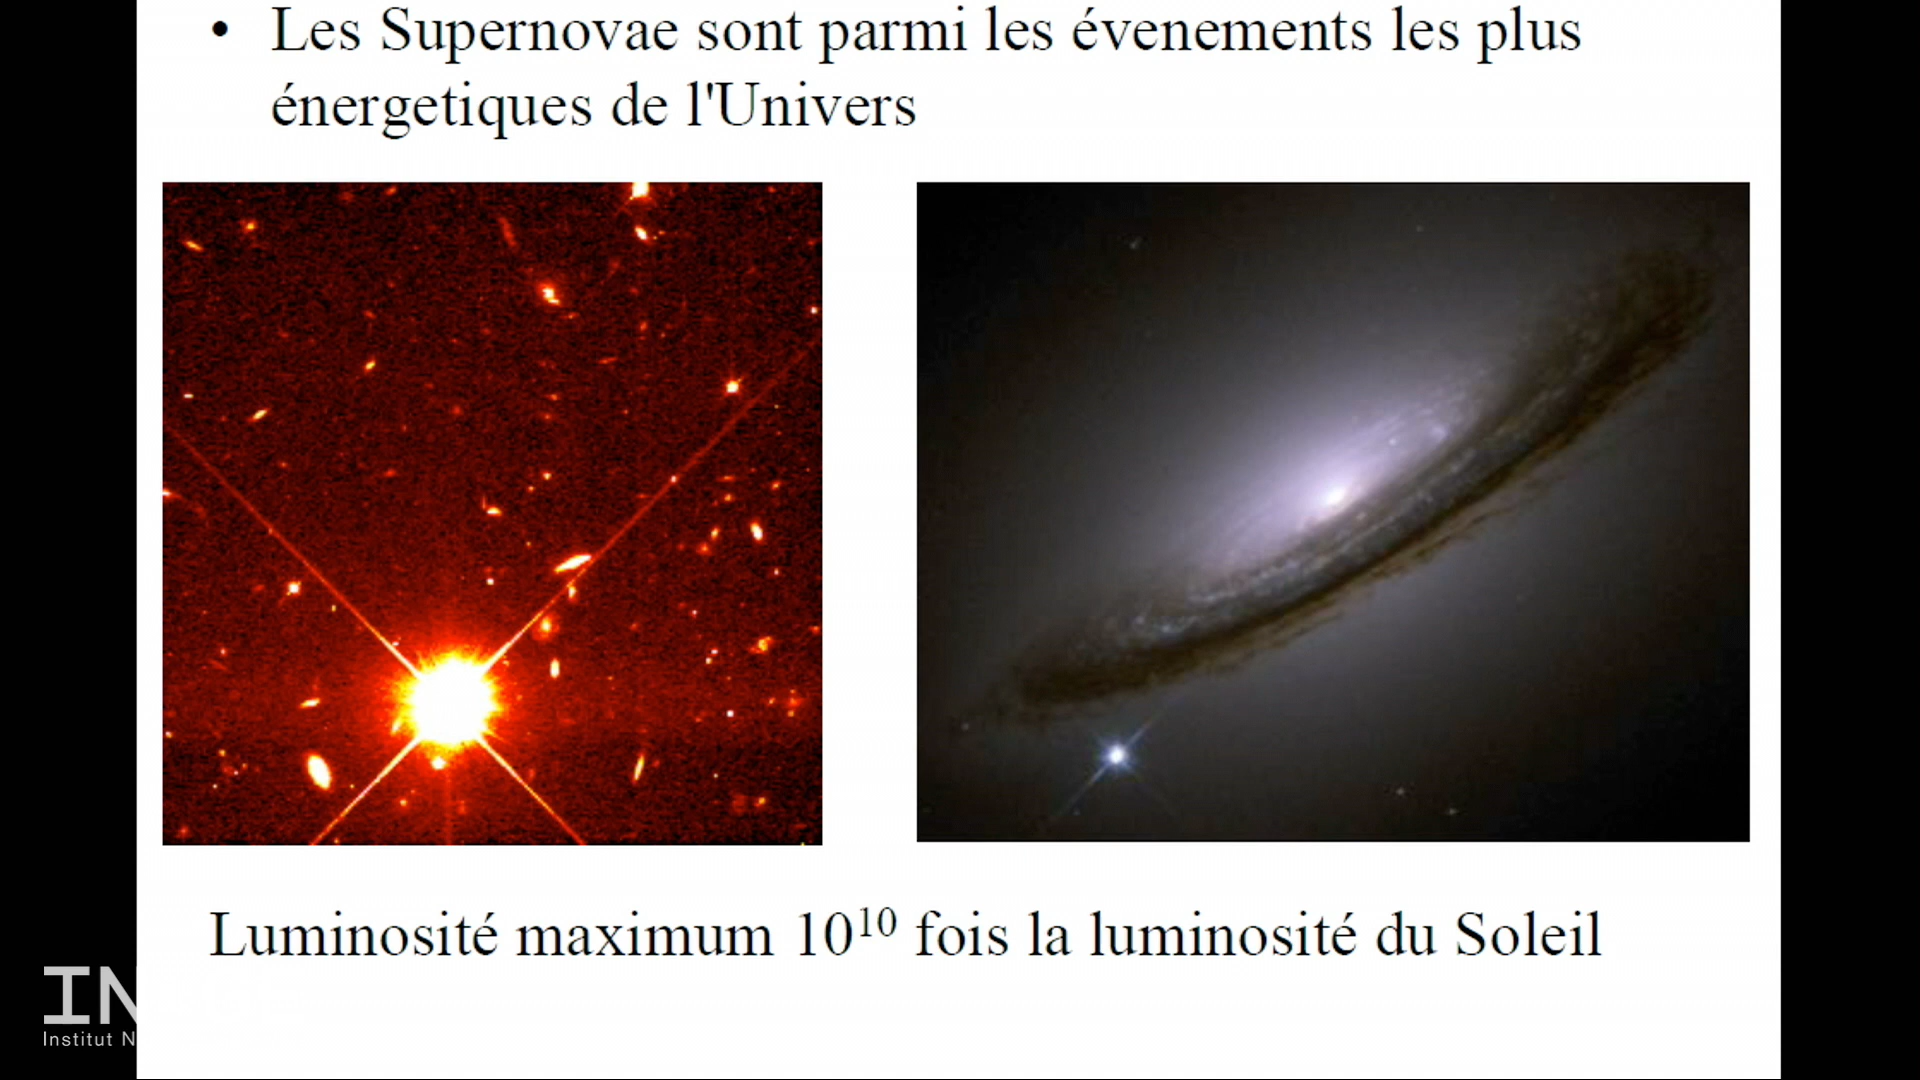 • Les Supernovae sont parmi les évenements les plus
énergetiques de l'Univers
Luminosité maximum 10¹⁰ fois la luminosité du Soleil
IN
Institut N